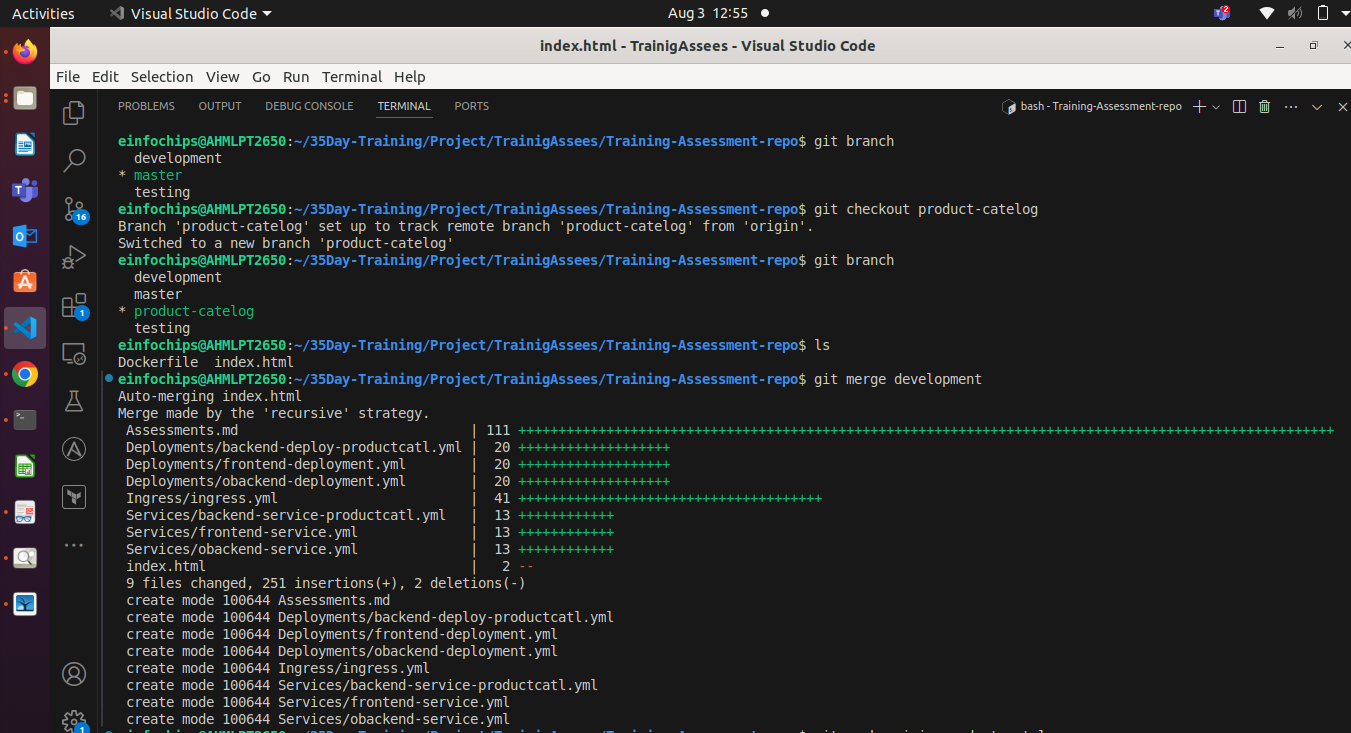 Activities Visual Studio Code Aug 3 12:55 2
index.html - TrainigAssees - Visual Studio Code
File Edit Selection View Go Run Terminal Help
PROBLEMS OUTPUT DEBUG CONSOLE TERMINAL PORTS bash - Training-Assessment-repo
einfochips@AHMLPT2650:~/35Day-Training/Project/TrainigAssees/Training-Assessment-repo$ git branch
development
* master
testing
16
einfochips@AHMLPT2650:~/35Day-Training/Project/TrainigAssees/Training-Assessment-repo$ git checkout product-catelog
Branch 'product-catelog' set up to track remote branch 'product-catelog' from 'origin'.
Switched to a new branch 'product-catelog'
einfochips@AHMLPT2650:~/35Day-Training/Project/TrainigAssees/Training-Assessment-repo$ git branch
development
master
1
* product-catelog
testing
einfochips@AHMLPT2650:~/35Day-Training/Project/TrainigAssees/Training-Assessment-repo$ ls
Dockerfile  index.html
einfochips@AHMLPT2650:~/35Day-Training/Project/TrainigAssees/Training-Assessment-repo$ git merge development
Auto-merging index.html
Merge made by the 'recursive' strategy.
Assessments.md | 111 ++++++++++++++++++++++++++++++++++++++++++++++++++++++++++++++++++++++++++++++++++++++++++++++++++++++
Deployments/backend-deploy-productcatl.yml | 20 +++++++++++++++++++
Deployments/frontend-deployment.yml | 20 +++++++++++++++++++
Deployments/obackend-deployment.yml | 20 +++++++++++++++++++
Ingress/ingress.yml | 41 ++++++++++++++++++++++++++++++++++++++
Services/backend-service-productcatl.yml | 13 ++++++++++++
Services/frontend-service.yml | 13 ++++++++++++
Services/obackend-service.yml | 13 ++++++++++++
index.html | 2 --
9 files changed, 251 insertions(+), 2 deletions(-)
create mode 100644 Assessments.md
create mode 100644 Deployments/backend-deploy-productcatl.yml
create mode 100644 Deployments/frontend-deployment.yml
create mode 100644 Deployments/obackend-deployment.yml
create mode 100644 Ingress/ingress.yml
create mode 100644 Services/backend-service-productcatl.yml
create mode 100644 Services/frontend-service.yml
create mode 100644 Services/obackend-service.yml
1